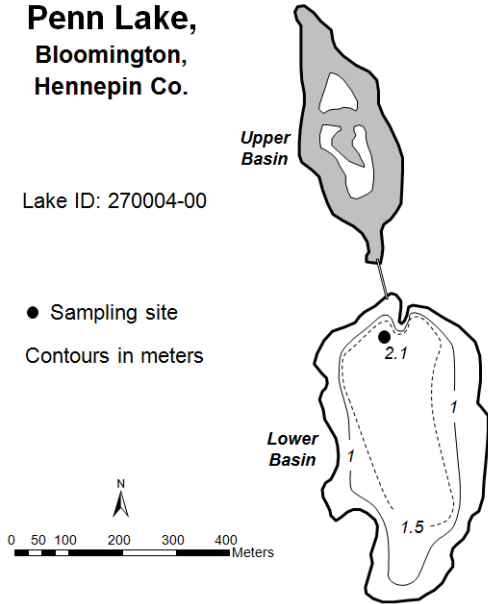 Penn Lake,
Bloomington,
Hennepin Co.
Upper
Basin
Lake ID: 270004-00
Sampling site
Contours in meters
2.1
1
Lower
Basin
1
1.5
N
0 50 100 200 300 400
Meters